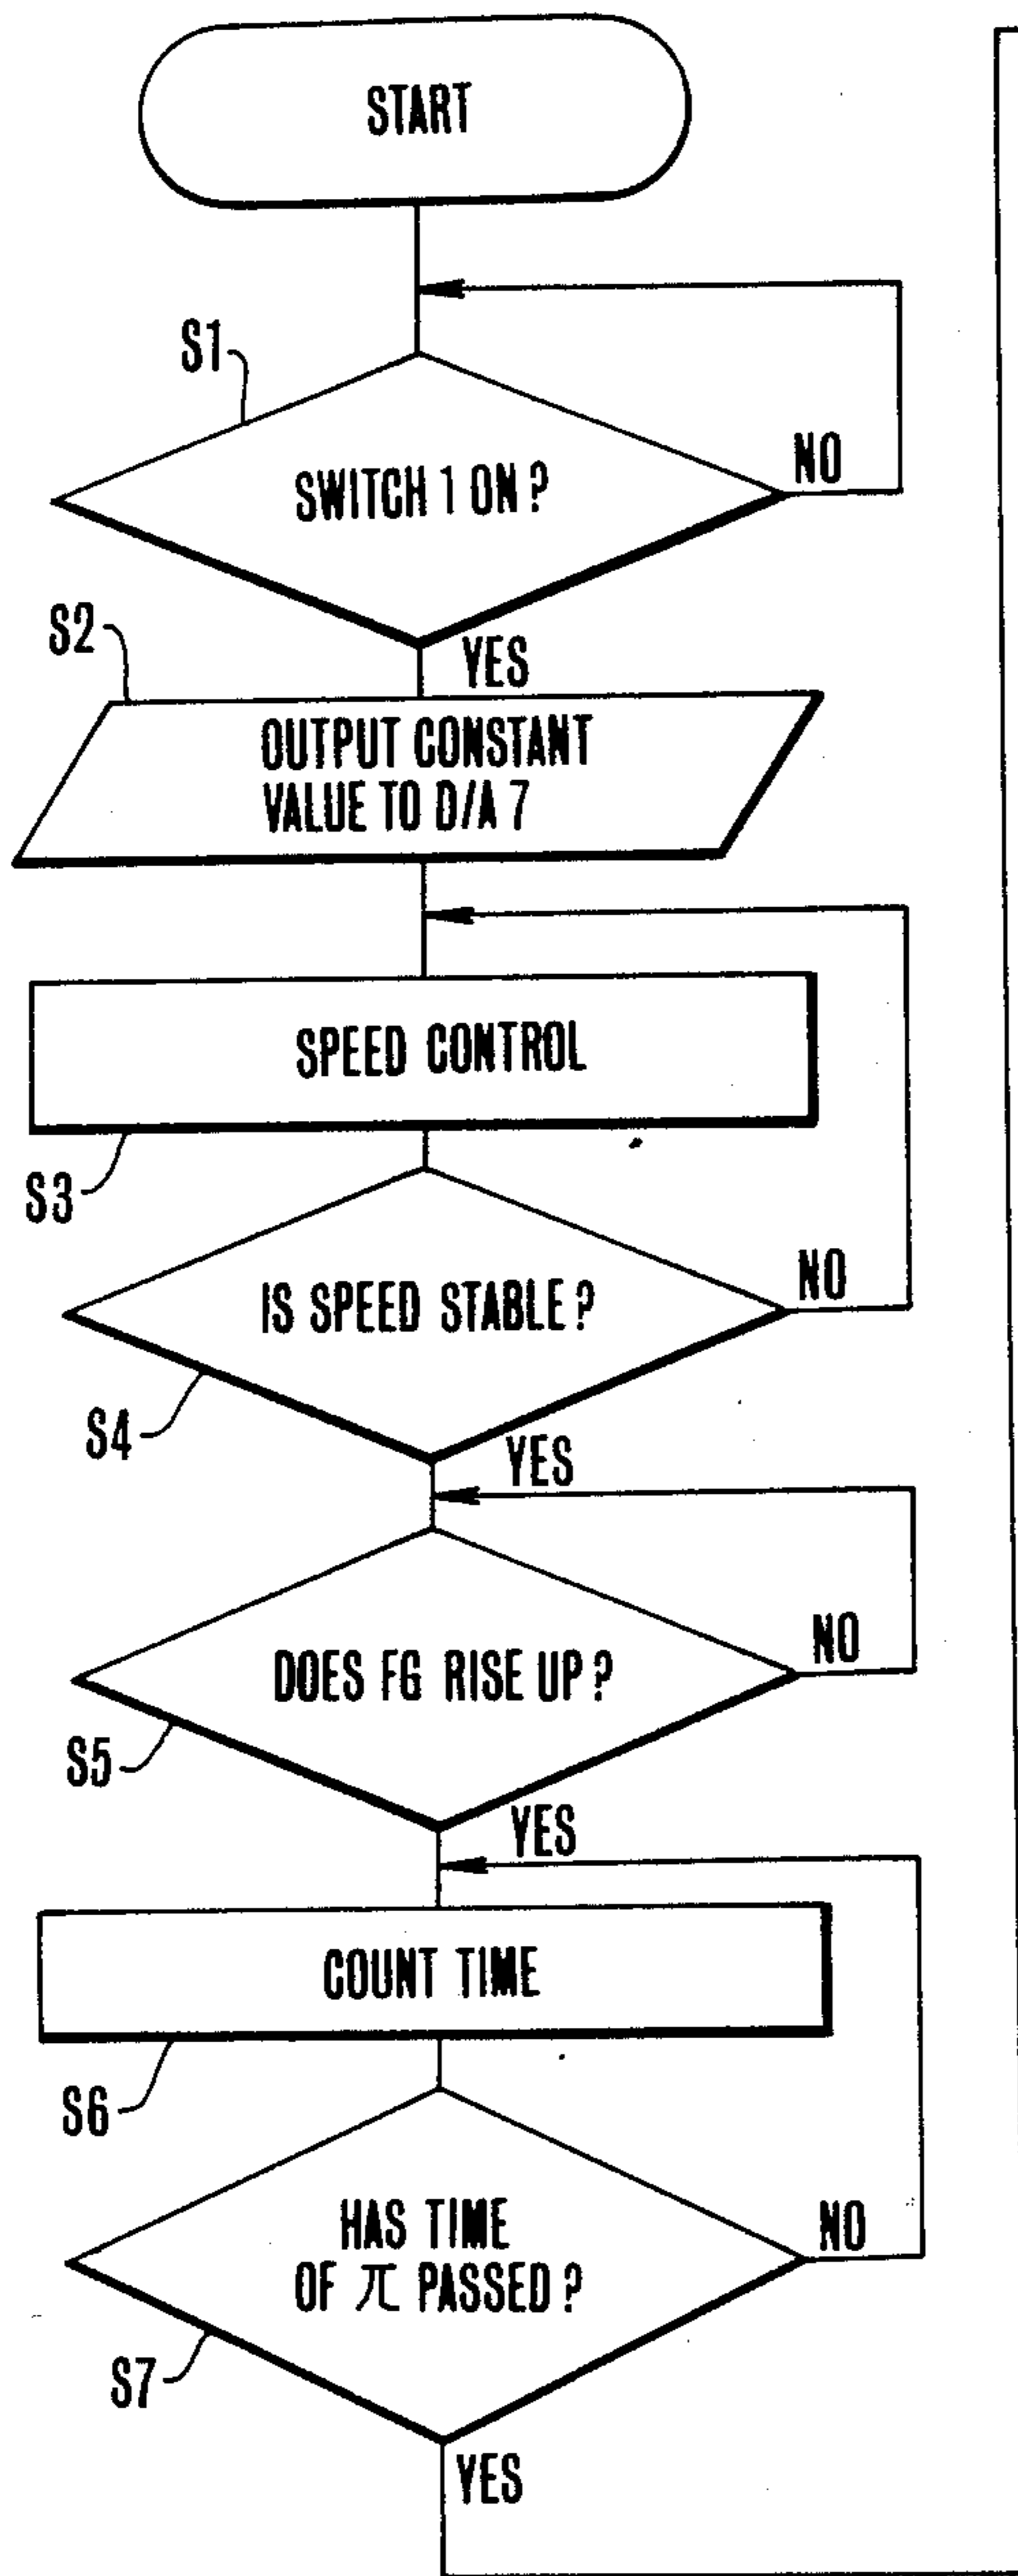 START
S1
SWITCH 1 ON ?
NO
S2
YES
OUTPUT CONSTANT
VALUE TO D/A 7
SPEED CONTROL
S3
IS SPEED STABLE ?
NO
S4
YES
DOES FG RISE UP ?
NO
S5
YES
COUNT TIME
S6
HAS TIME
OF π PASSED ?
NO
S7
YES